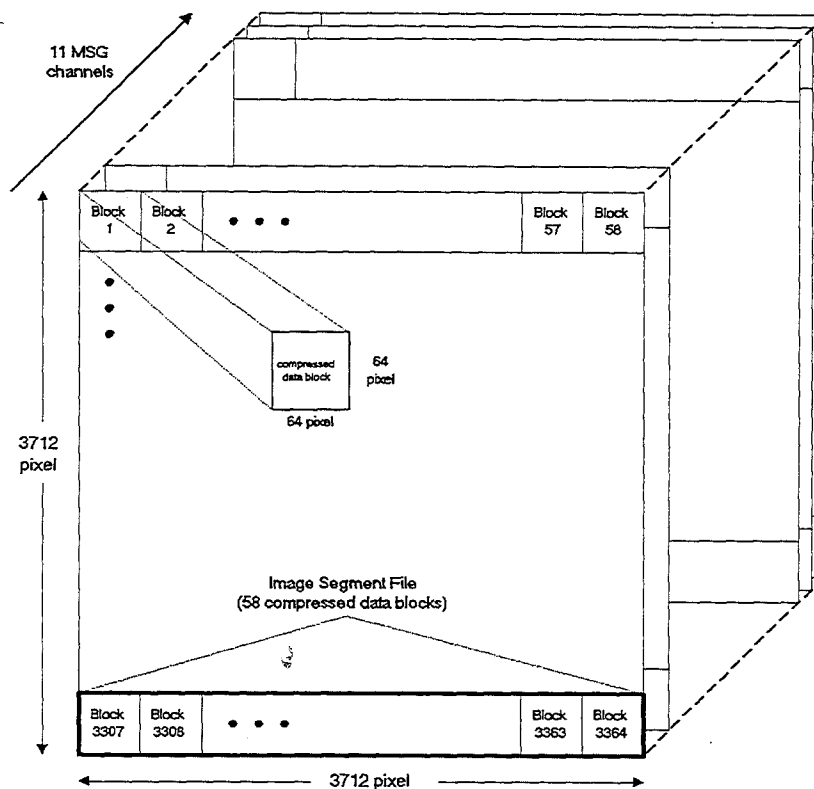 11 MSG
channels
Block
1
Block
2
Block
57
Block
58
compressed
data block
64
pixel
64 pixel
3712
pixel
Image Segment File
(58 compressed data blocks)
Block
3307
Block
3308
Block
3363
Block
3364
3712 pixel